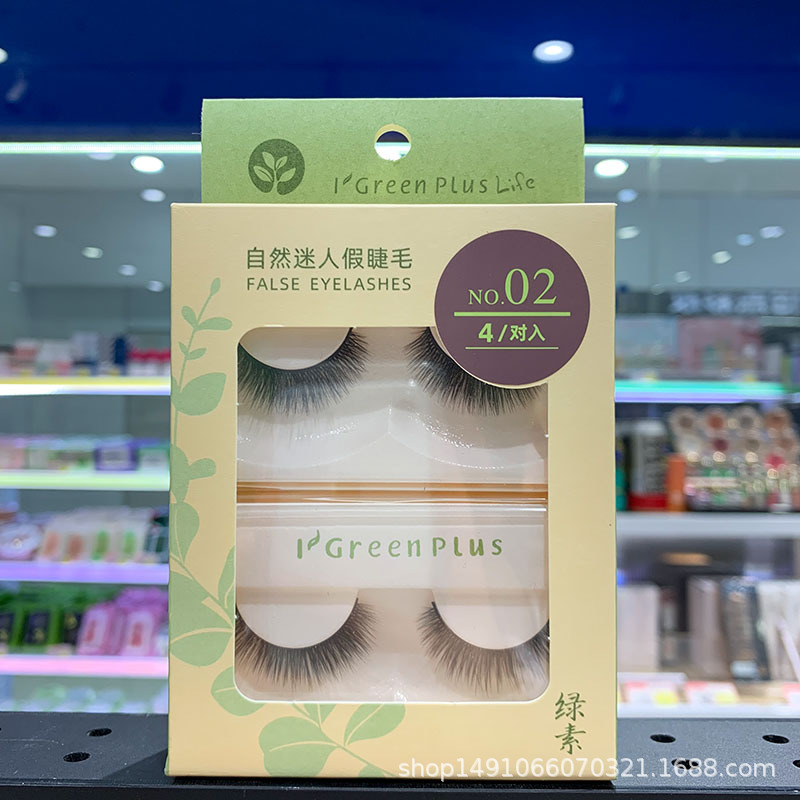 I'Green Plus Life
自然迷人假睫毛
FALSE EYELASHES
NO.02
4/对入
I'Green Plus
绿素
shop1491066070321.1688.com